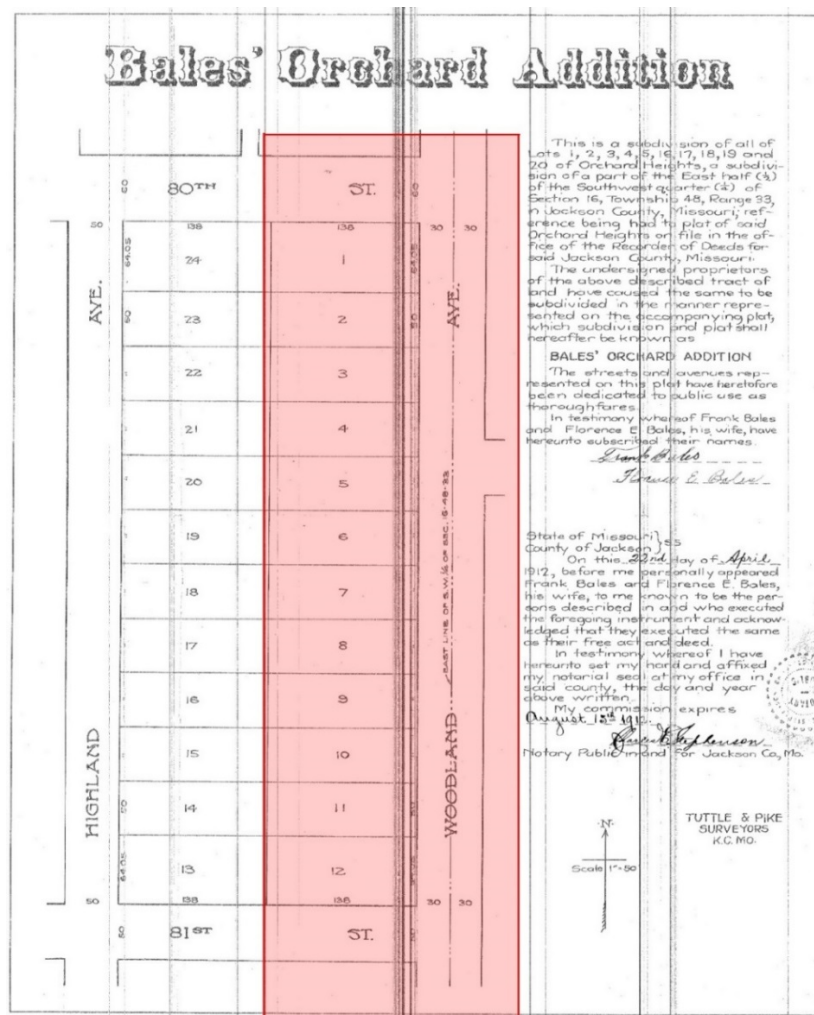 Bales' Orchard Addition
80TH ST.
60
60
50 138 138 30 30
64.05
64.05
24 1
50
50
23 2
22 3
21 4
20 5
19 6
18 7
17 8
16 9
15 10
50
14 11
64.05
13 12
50 138 138 30 30
50
81ST ST.
HIGHLAND AVE.
WOODLAND AVE.
EAST LINE OF S.W.¼ OF SEC.
This is a subdivision of all of
Lots 1, 2, 3, 4, 5, 16, 17, 18, 19 and
20 of Orchard Heights, a subdivi-
sion of a part of the East half (½)
of the Southwest quarter (¼) of
Section 16, Township 48, Range 33,
in Jackson County, Missouri; ref-
erence being had to plat of said
Orchard Heights on file in the of-
fice of the Recorder of Deeds for
said Jackson County, Missouri.
The undersigned proprietors
of the above described tract of
land have caused the same to be
subdivided in the manner repre-
sented on the accompanying plat,
which subdivision and plat shall
hereafter be known as
BALES' ORCHARD ADDITION
The streets and avenues rep-
resented on this plat have heretofore
been dedicated to public use as
thoroughfares.
In testimony whereof Frank Bales
and Florence E. Bales, his wife, have
hereunto subscribed their names.
Frank Bales
Florence E Bales
State of Missouri } SS
County of Jackson
On this 22nd day of April
1912, before me personally appeared
Frank Bales and Florence E. Bales,
his wife, to me known to be the per-
sons described in and who executed
the foregoing instrument and acknow-
ledged that they executed the same
as their free act and deed.
In testimony whereof I have
hereunto set my hand and affixed
my notarial seal at my office in
said county, the day and year
above written.
My commission expires
August
Stephenson
Notary Public in and for Jackson Co., Mo.
N
Scale 1"=50
TUTTLE & PIKE
SURVEYORS
K.C. MO.